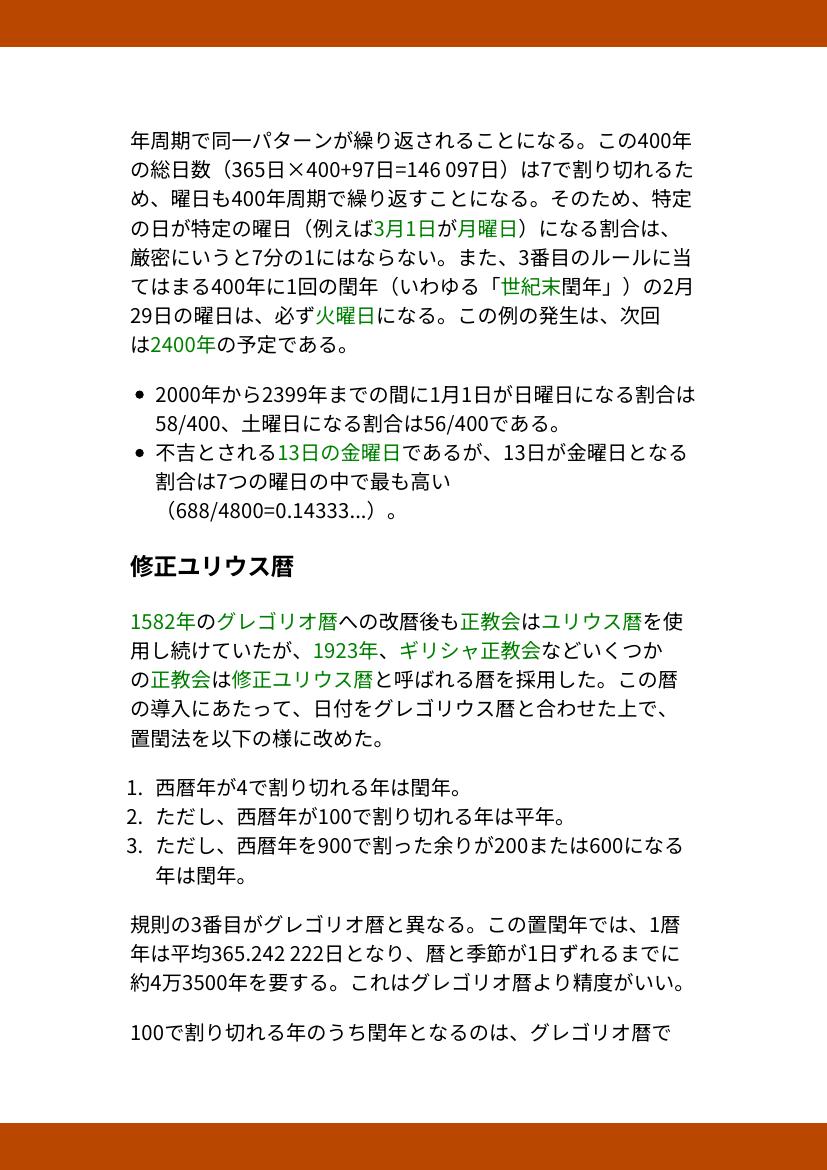 年周期で同一パターンが繰り返されることになる。この400年
の総日数（365日×400+97日=146 097日）は7で割り切れるた
め、曜日も400年周期で繰り返すことになる。そのため、特定
の日が特定の曜日（例えば3月1日が月曜日）になる割合は、
厳密にいうと7分の1にはならない。また、3番目のルールに当
てはまる400年に1回の閏年（いわゆる「世紀末閏年」）の2月
29日の曜日は、必ず火曜日になる。この例の発生は、次回
は2400年の予定である。
• 2000年から2399年までの間に1月1日が日曜日になる割合は
58/400、土曜日になる割合は56/400である。
• 不吉とされる13日の金曜日であるが、13日が金曜日となる
割合は7つの曜日の中で最も高い
（688/4800=0.14333...）。
修正ユリウス暦
1582年のグレゴリオ暦への改暦後も正教会はユリウス暦を使
用し続けていたが、1923年、ギリシャ正教会などいくつか
の正教会は修正ユリウス暦と呼ばれる暦を採用した。この暦
の導入にあたって、日付をグレゴリウス暦と合わせた上で、
置閏法を以下の様に改めた。
1. 西暦年が4で割り切れる年は閏年。
2. ただし、西暦年が100で割り切れる年は平年。
3. ただし、西暦年を900で割った余りが200または600になる
年は閏年。
規則の3番目がグレゴリオ暦と異なる。この置閏年では、1暦
年は平均365.242 222日となり、暦と季節が1日ずれるまでに
約4万3500年を要する。これはグレゴリオ暦より精度がいい。
100で割り切れる年のうち閏年となるのは、グレゴリオ暦で